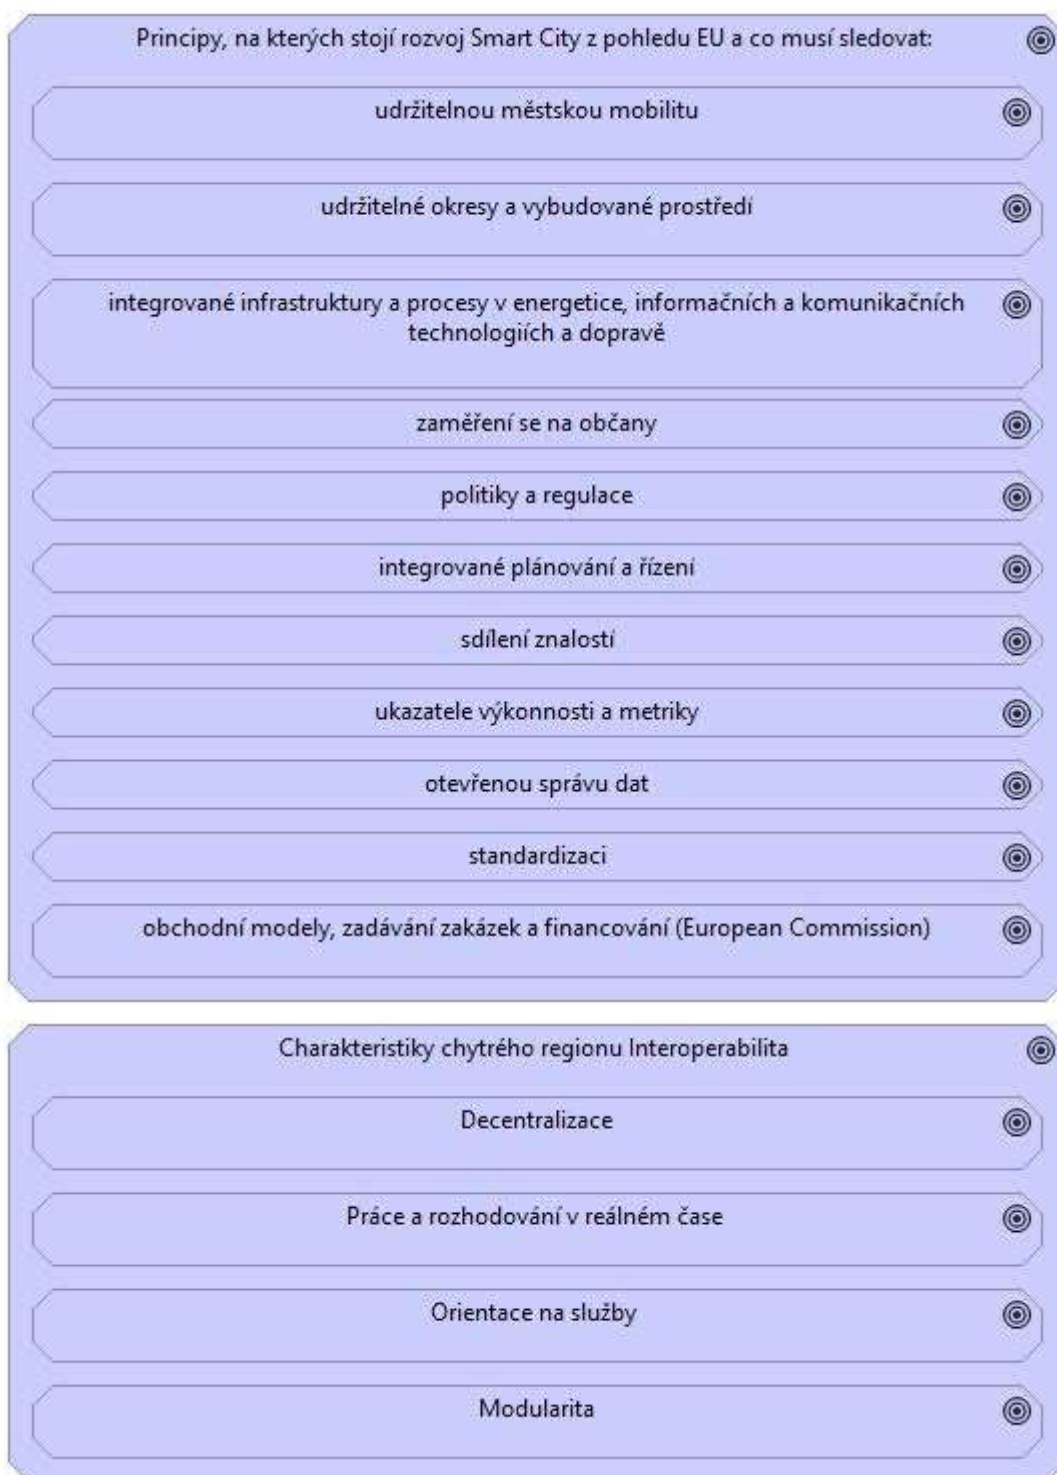 Principy, na kterých stojí rozvoj Smart City z pohledu EU a co musí sledovat:
udržitelnou městskou mobilitu
udržitelné okresy a vybudované prostředí
integrované infrastruktury a procesy v energetice, informačních a komunikačních
technologiích a dopravě
zaměření se na občany
politiky a regulace
integrované plánování a řízení
sdílení znalostí
ukazatele výkonnosti a metriky
otevřenou správu dat
standardizaci
obchodní modely, zadávání zakázek a financování (European Commission)
Charakteristiky chytrého regionu Interoperabilita
Decentralizace
Práce a rozhodování v reálném čase
Orientace na služby
Modularita